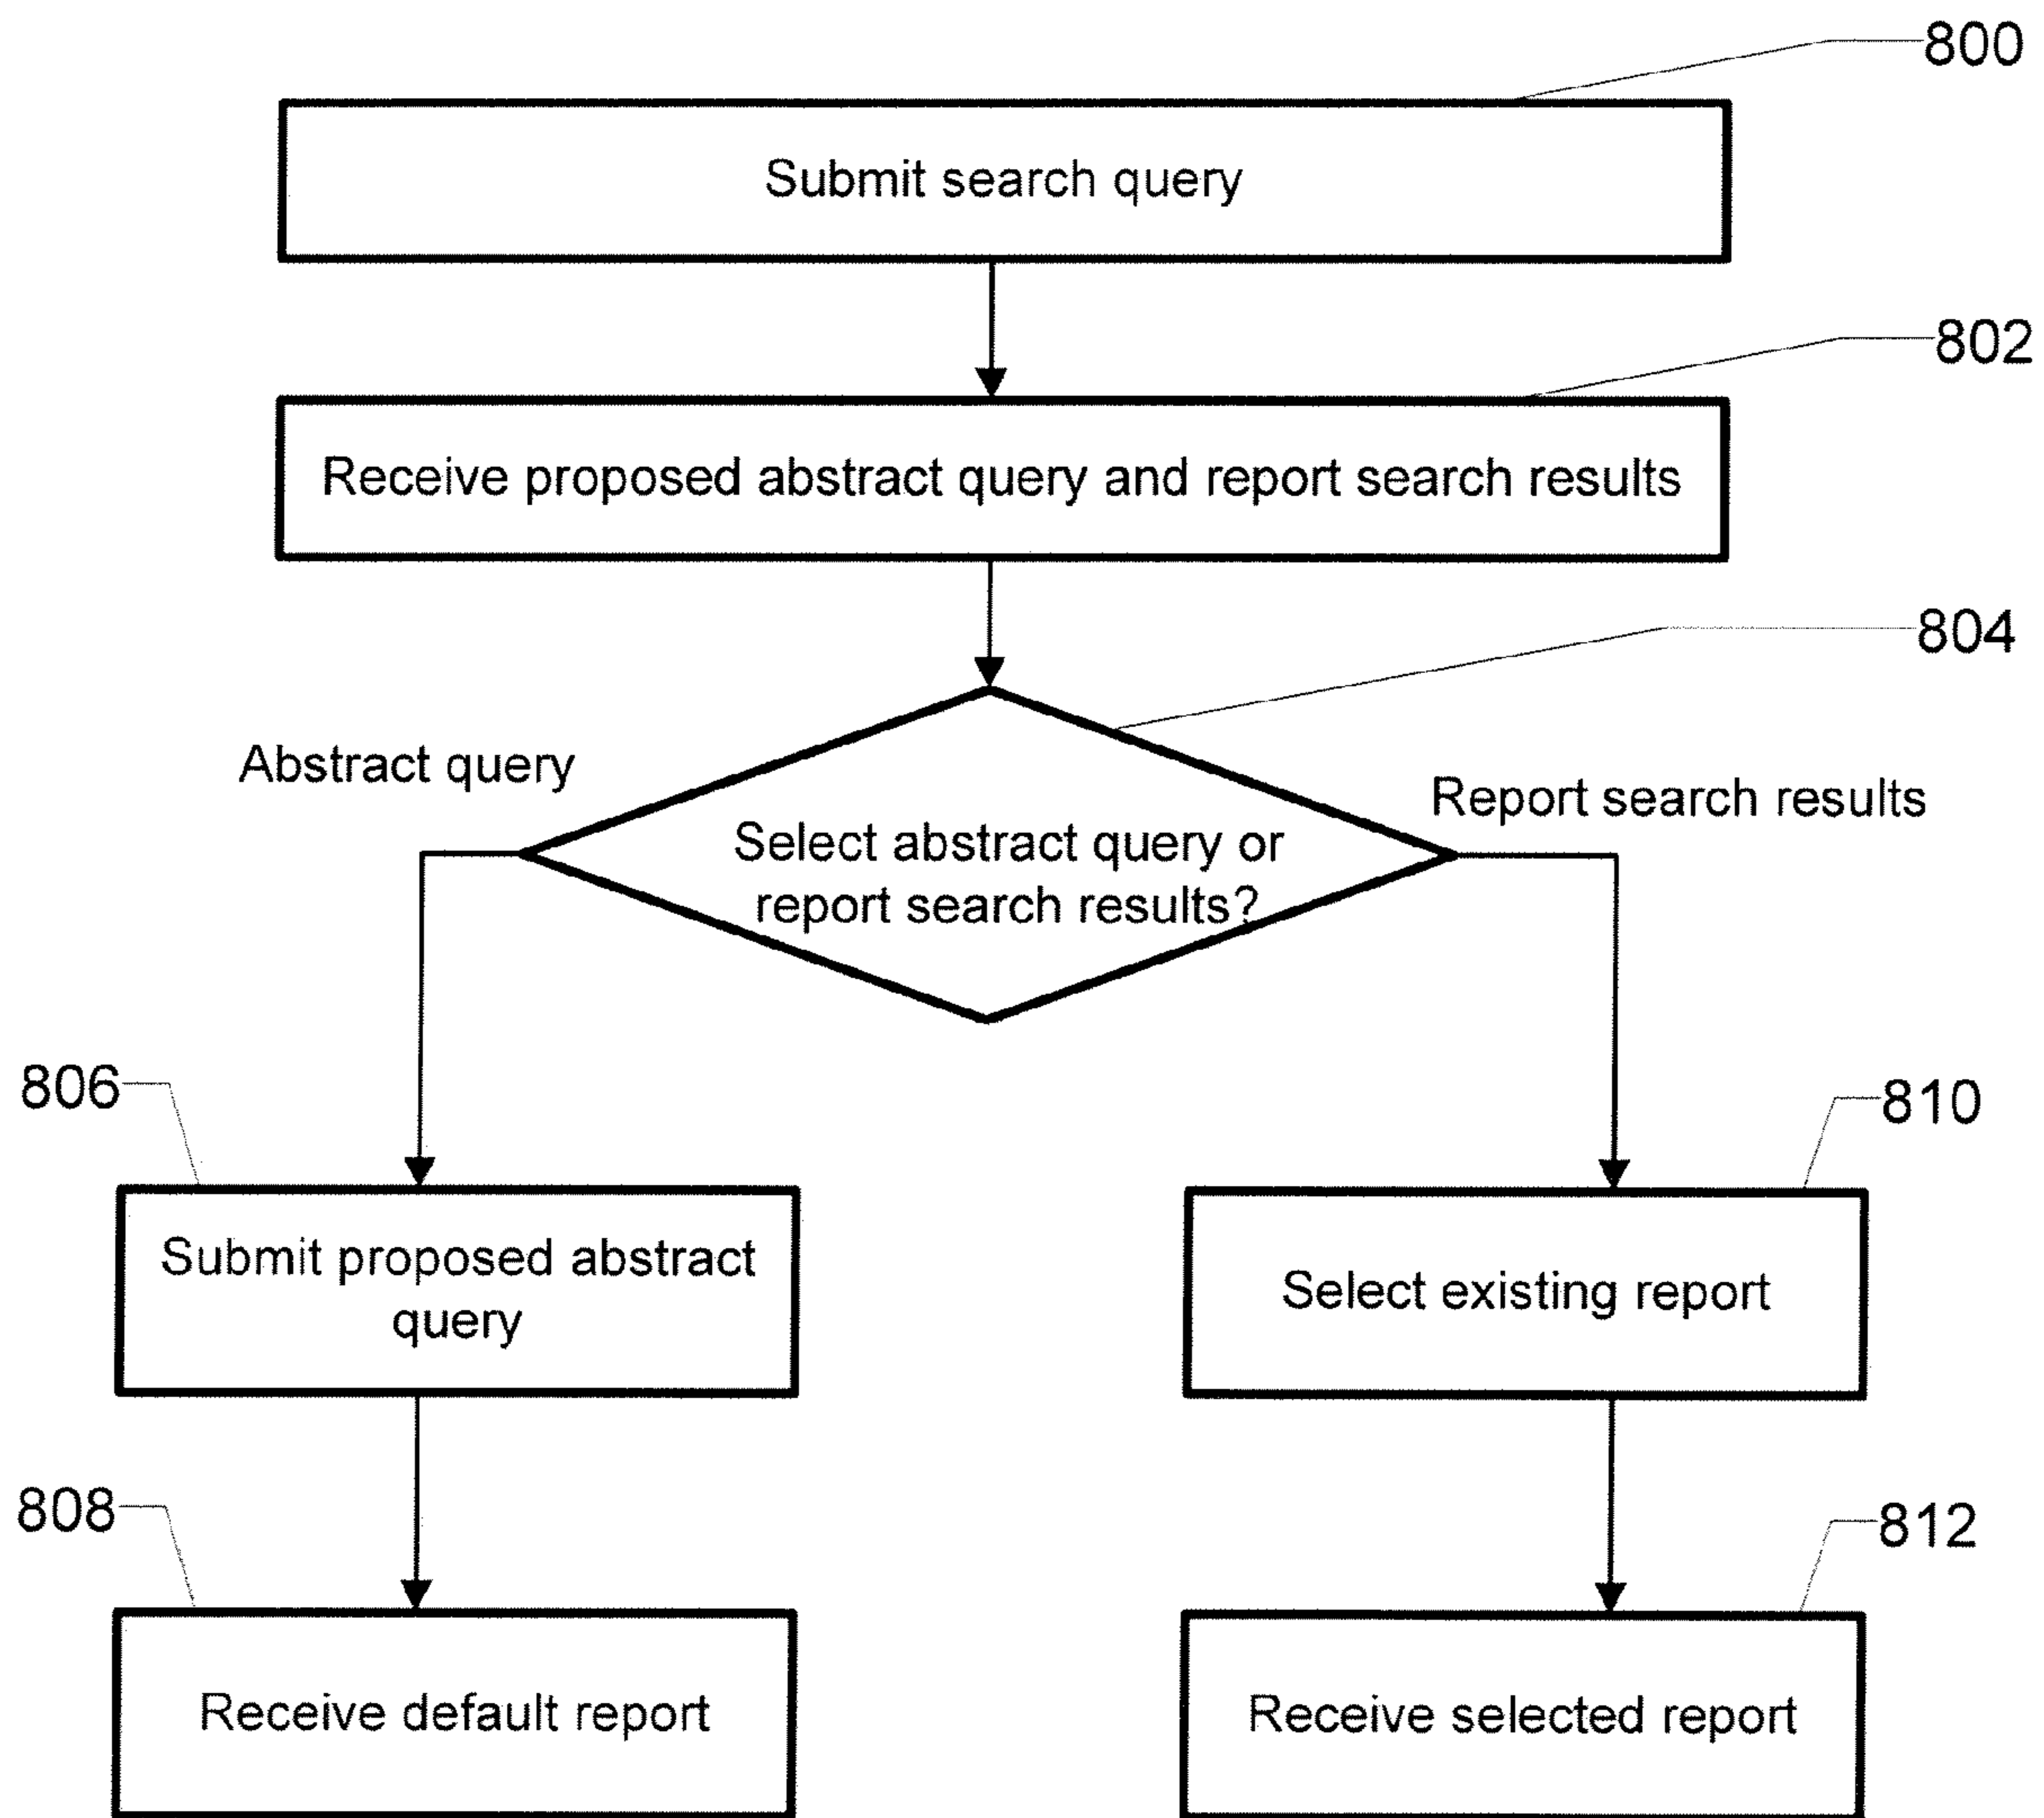 800
Submit search query
802
Receive proposed abstract query and report search results
804
Abstract query
Report search results
Select abstract query or
report search results?
806
810
Submit proposed abstract
query
Select existing report
808
812
Receive default report
Receive selected report